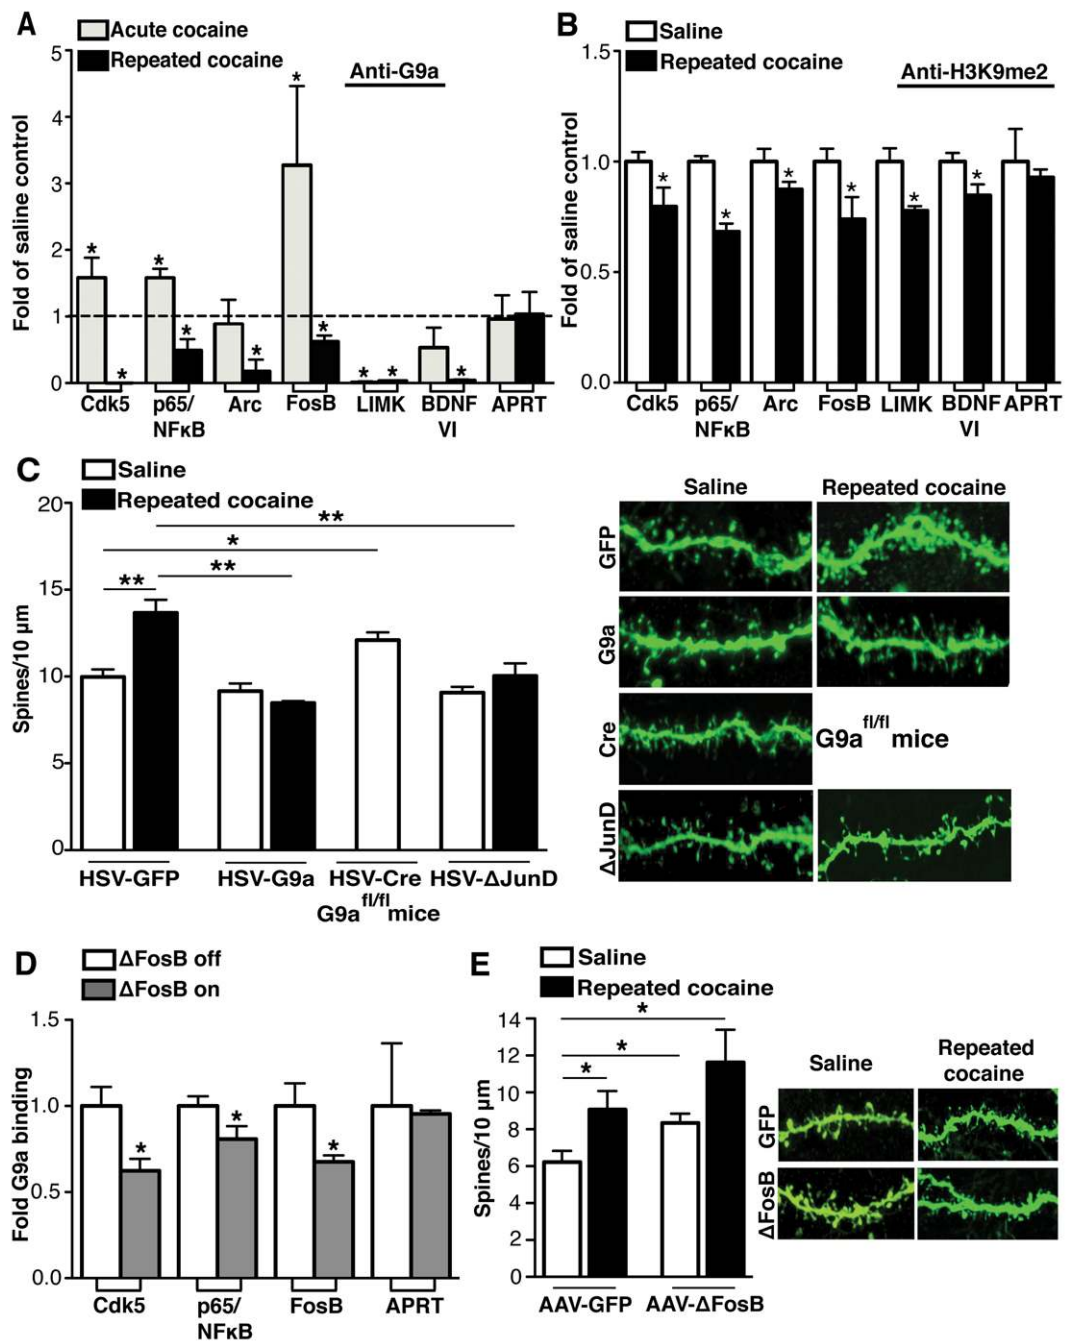 A
Acute cocaine
Repeated cocaine
Anti-G9a
Fold of saline control
5
4
3
2
1
0
*
*
*
*
*
*
*
*
*
*
Cdk5 p65/ Arc FosB LIMK BDNF APRT
NFκB VI
B
Saline
Repeated cocaine
Anti-H3K9me2
Fold of saline control
1.5
1.0
0.5
0.0
*
*
*
*
*
*
Cdk5 p65/ Arc FosB LIMK BDNF APRT
NFκB VI
C
Saline
Repeated cocaine
Spines/10 µm
20
15
10
5
0
**
*
**
**
HSV-GFP HSV-G9a HSV-Cre HSV-ΔJunD
G9a fl/fl mice
Saline Repeated cocaine
GFP
G9a
Cre
G9a fl/fl mice
ΔJunD
D
ΔFosB off
ΔFosB on
Fold G9a binding
1.5
1.0
0.5
0.0
*
*
*
Cdk5 p65/ FosB APRT
NFκB
E
Saline
Repeated cocaine
Spines/10 µm
14
12
10
8
6
4
2
0
*
*
*
AAV-GFP AAV-ΔFosB
Saline Repeated
cocaine
GFP
ΔFosB